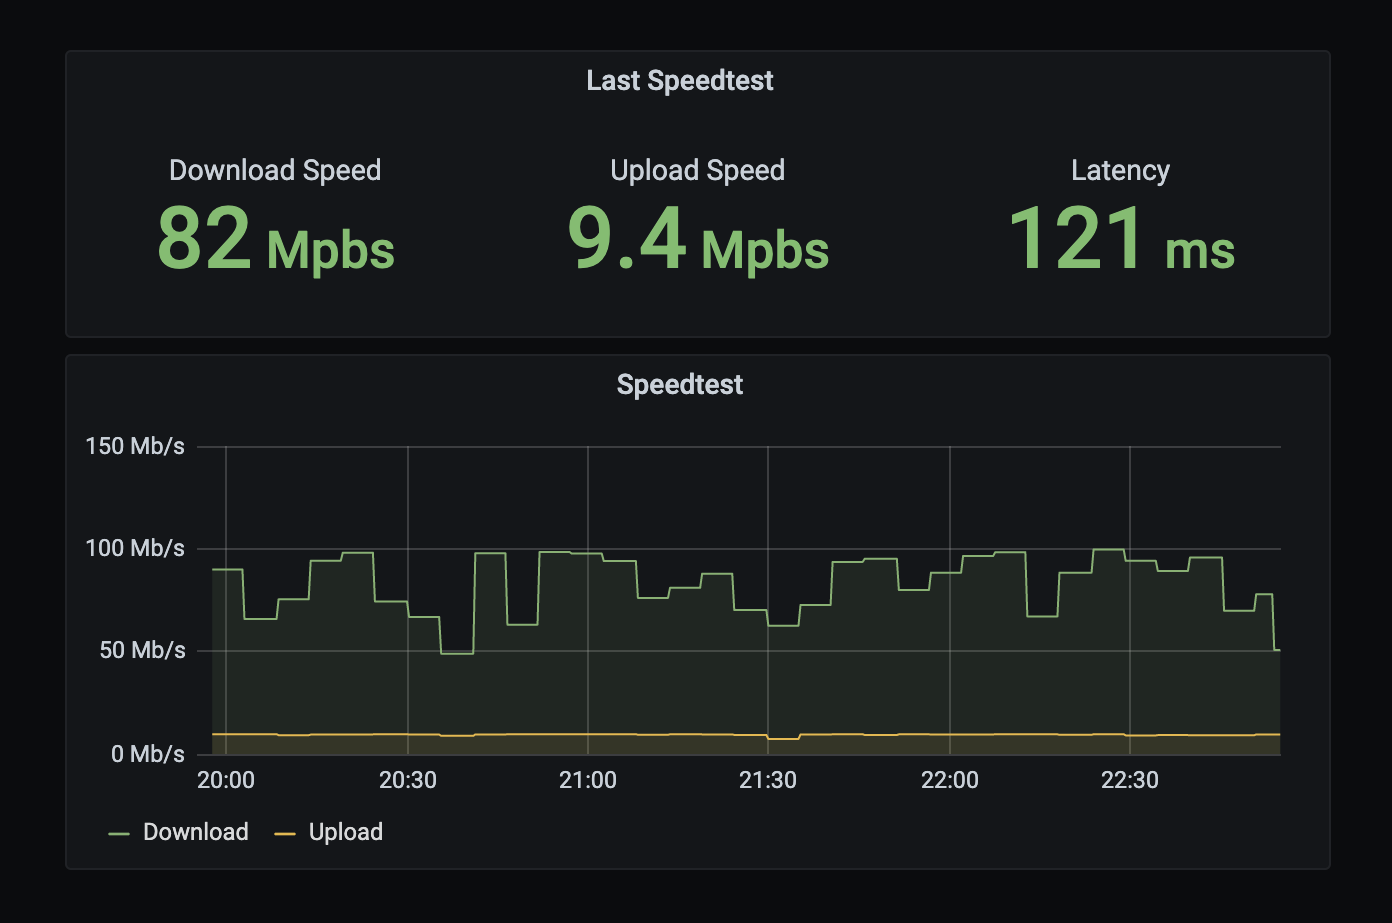 Last Speedtest
Download Speed
82 Mpbs
Upload Speed
9.4 Mpbs
Latency
121 ms
Speedtest
150 Mb/s
100 Mb/s
50 Mb/s
0 Mb/s
20:00 20:30 21:00 21:30 22:00 22:30
Download Upload